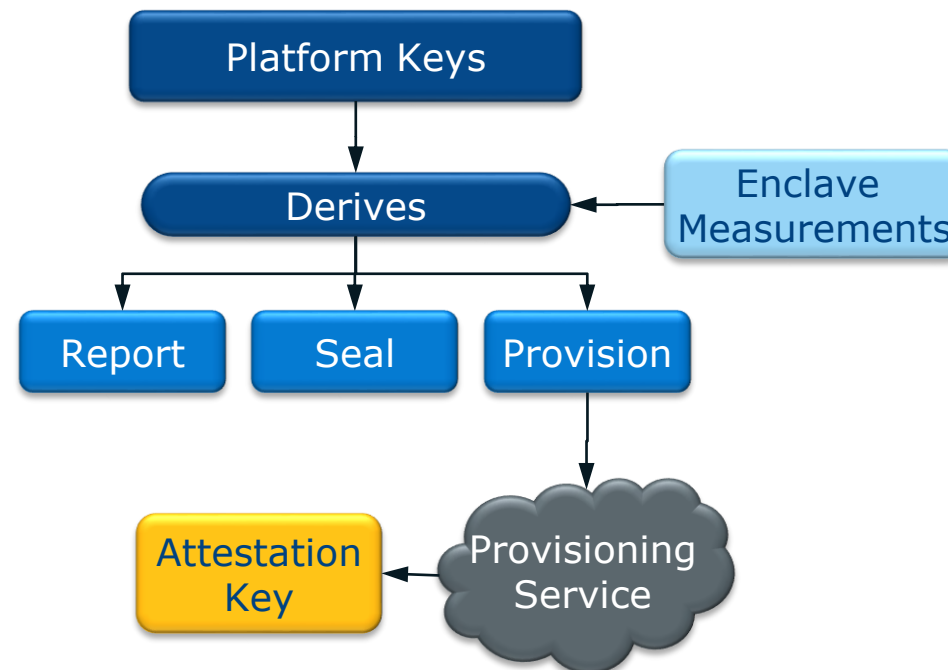 Platform Keys
Derives
Enclave
Measurements
Report
Seal
Provision
Provisioning
Service
Attestation
Key